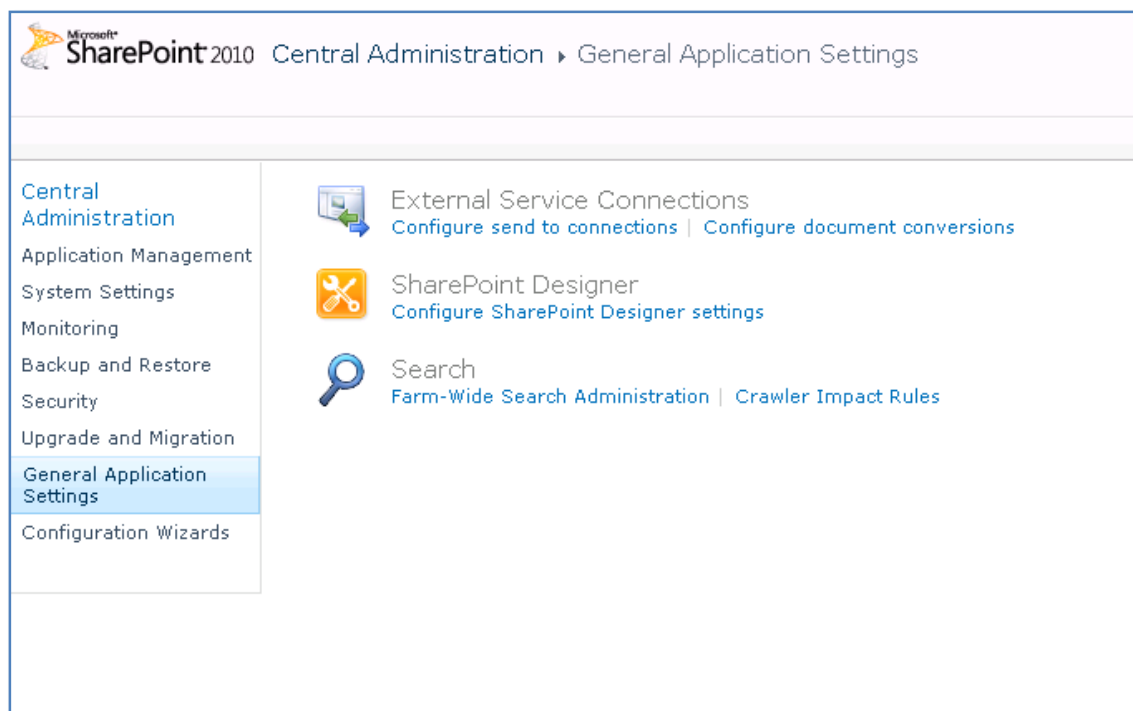 Microsoft®
SharePoint 2010 Central Administration ▸ General Application Settings
Central
Administration
Application Management
System Settings
Monitoring
Backup and Restore
Security
Upgrade and Migration
General Application
Settings
Configuration Wizards
External Service Connections
Configure send to connections | Configure document conversions
SharePoint Designer
Configure SharePoint Designer settings
Search
Farm-Wide Search Administration | Crawler Impact Rules